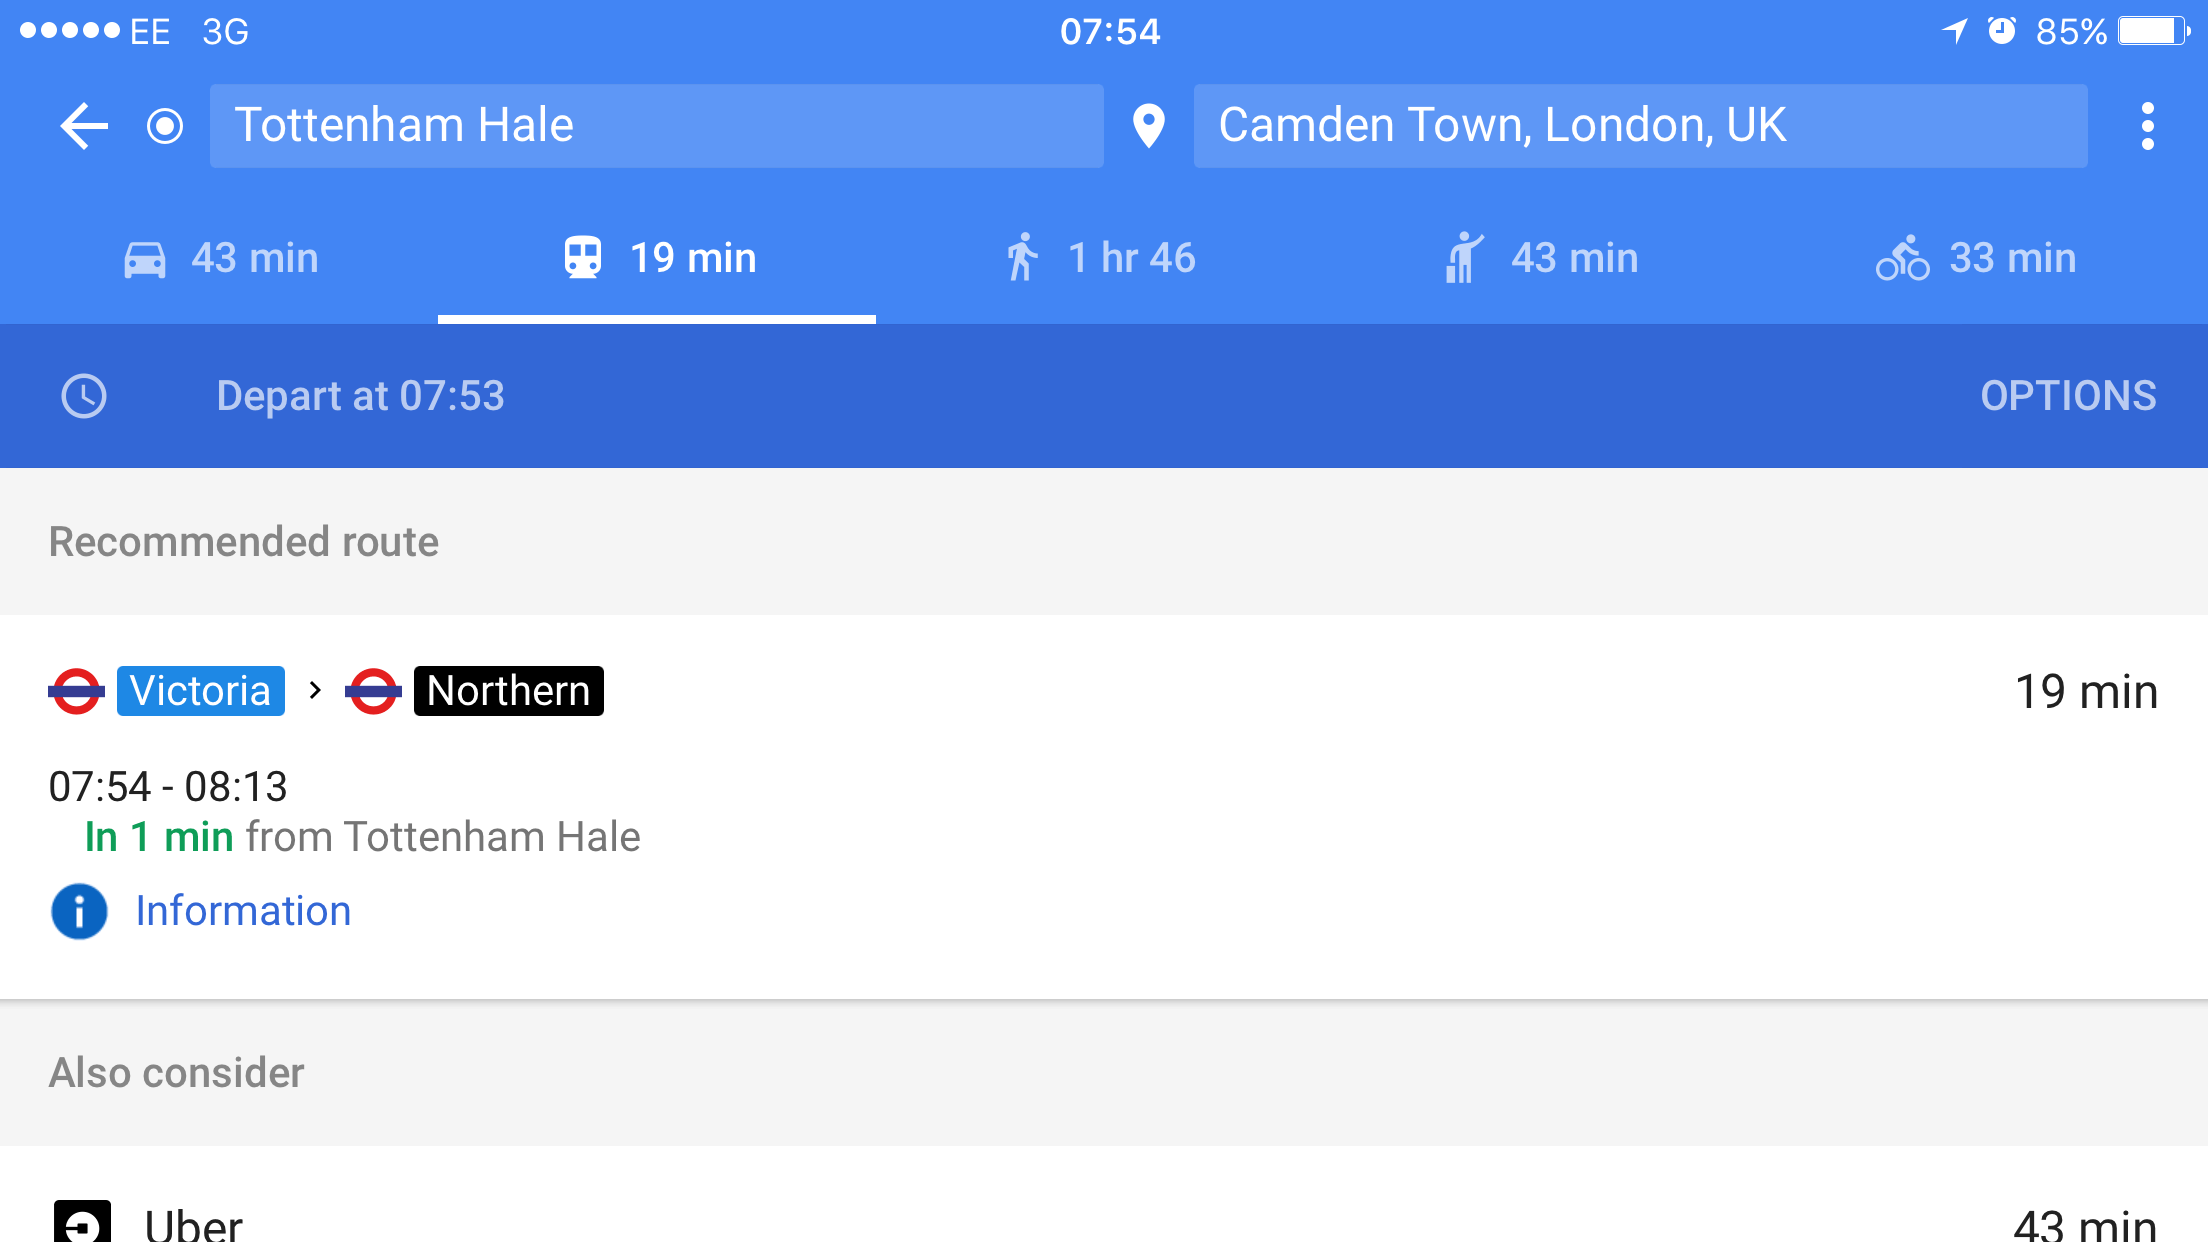 EE 3G 07:54 85%
Tottenham Hale Camden Town, London, UK
43 min 19 min 1 hr 46 43 min 33 min
Depart at 07:53 OPTIONS
Recommended route
Victoria › Northern 19 min
07:54 - 08:13
In 1 min from Tottenham Hale
i Information
Also consider
Uber 43 min